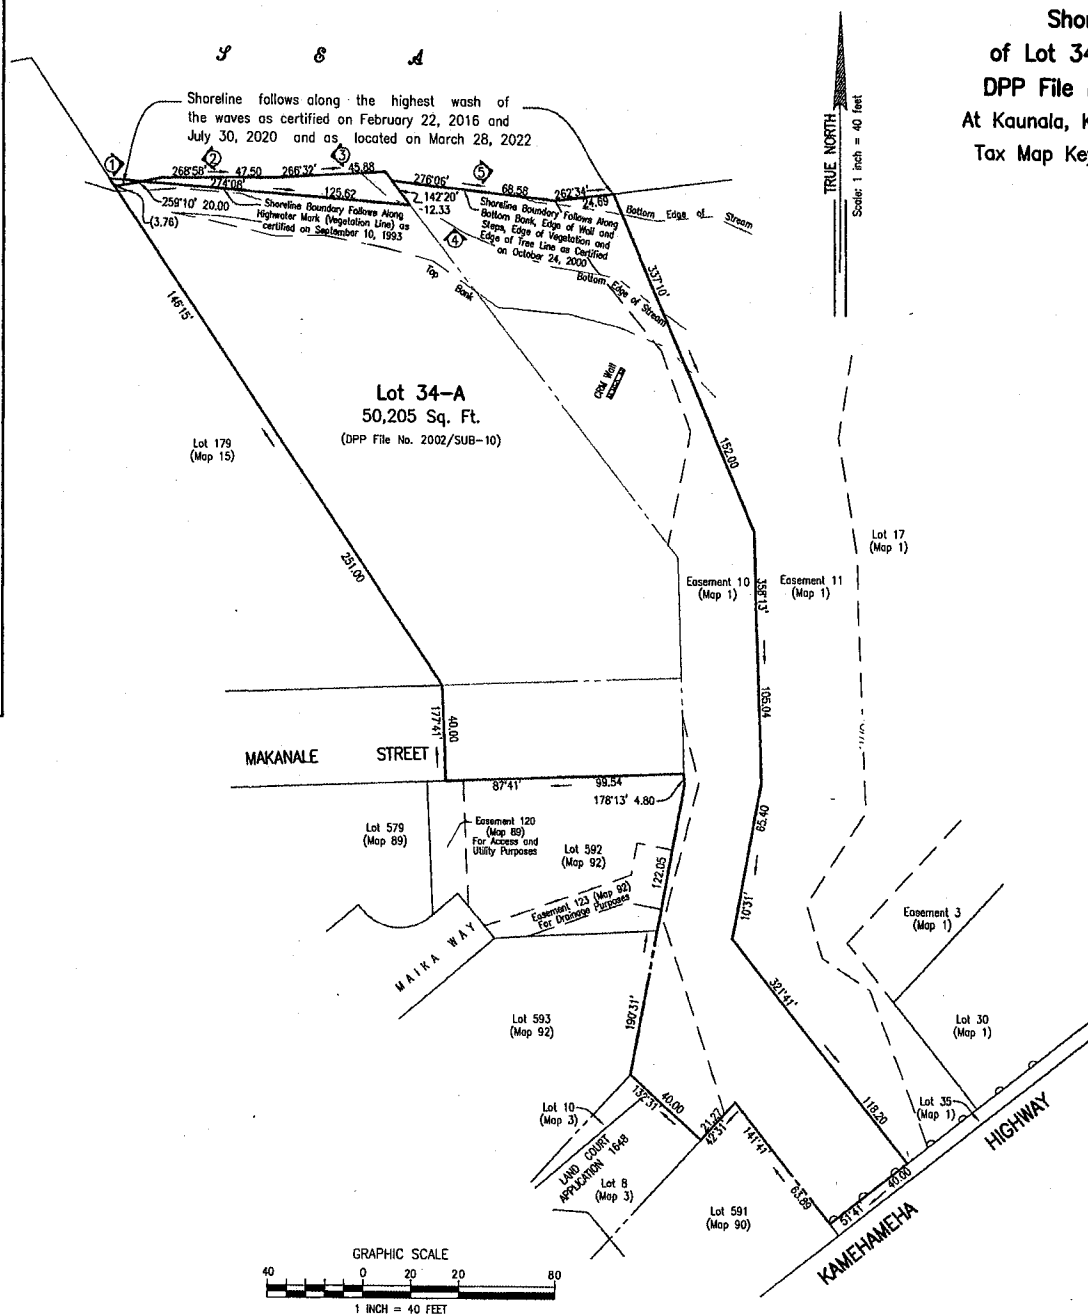 Shor
of Lot 34
DPP File
At Kaunala, K
Tax Map Key
S E A
Shoreline follows along the highest wash of
the waves as certified on February 22, 2016 and
July 30, 2020 and as located on March 28, 2022
TRUE NORTH
Scale: 1 inch = 40 feet
1
2
3
4
5
268°58' 47.50
266°32' 45.88
274°08' 125.62
276°06' 68.58
262°34' 24.69
142°20'
12.33
259°10' 20.00
(3.76)
Shoreline Boundary Follows Along
Highwater Mark (Vegetation Line) as
certified on September 10, 1993
Shoreline Boundary Follows Along
Bottom Bank, Edge of Wall and
Steps, Edge of Vegetation and
Edge of Tree Line as Certified
on October 24, 2000
Bottom Edge of Stream
Bottom Edge of Stream
Top Bank
337°10'
152.00
146°15'
251.00
CRM Wall
Lot 34-A
50,205 Sq. Ft.
(DPP File No. 2002/SUB-10)
Lot 179
(Map 15)
Lot 17
(Map 1)
Easement 10
(Map 1)
358°13'
105.04
Easement 11
(Map 1)
177°41'
40.00
MAKANALE STREET
87°41' 99.54
178°13' 4.80
65.40
10°31'
Lot 579
(Map 89)
Easement 120
(Map 89)
For Access and
Utility Purposes
Lot 592
(Map 92)
122.05
Easement 123 (Map 92)
For Drainage Purposes
Easement 3
(Map 1)
MAIKA WAY
190°31'
Lot 593
(Map 92)
321°41'
118.20
Lot 30
(Map 1)
Lot 10
(Map 3)
132°31'
40.00
21.27
42°31'
141°41'
63.89
Lot 35
(Map 1)
LAND COURT
APPLICATION 1648
Lot 8
(Map 3)
Lot 591
(Map 90)
51°41' 40.00
KAMEHAMEHA HIGHWAY
GRAPHIC SCALE
40 0 20 20 80
1 INCH = 40 FEET